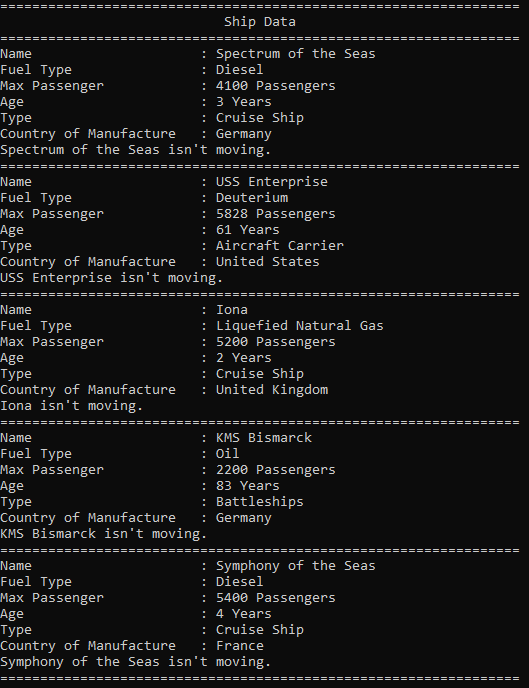 =================================================================
Ship Data
=================================================================
Name : Spectrum of the Seas
Fuel Type : Diesel
Max Passenger : 4100 Passengers
Age : 3 Years
Type : Cruise Ship
Country of Manufacture : Germany
Spectrum of the Seas isn't moving.
=================================================================
Name : USS Enterprise
Fuel Type : Deuterium
Max Passenger : 5828 Passengers
Age : 61 Years
Type : Aircraft Carrier
Country of Manufacture : United States
USS Enterprise isn't moving.
=================================================================
Name : Iona
Fuel Type : Liquefied Natural Gas
Max Passenger : 5200 Passengers
Age : 2 Years
Type : Cruise Ship
Country of Manufacture : United Kingdom
Iona isn't moving.
=================================================================
Name : KMS Bismarck
Fuel Type : Oil
Max Passenger : 2200 Passengers
Age : 83 Years
Type : Battleships
Country of Manufacture : Germany
KMS Bismarck isn't moving.
=================================================================
Name : Symphony of the Seas
Fuel Type : Diesel
Max Passenger : 5400 Passengers
Age : 4 Years
Type : Cruise Ship
Country of Manufacture : France
Symphony of the Seas isn't moving.
=================================================================